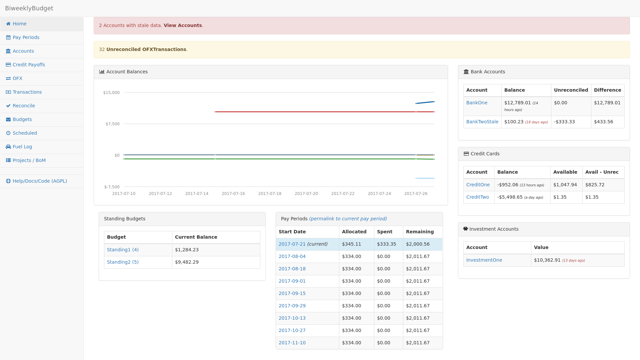 BiweeklyBudget
Home
Pay Periods
Accounts
Credit Payoffs
OFX
Transactions
Reconcile
Budgets
Scheduled
Fuel Log
Projects / BoM
Help/Docs/Code (AGPL)
2 Accounts with stale data. View Accounts.
32 Unreconciled OFXTransactions.
Account Balances
$15,000
$7,500
$0
$-7,500
2017-07-10 2017-07-12 2017-07-14 2017-07-16 2017-07-18 2017-07-20 2017-07-22 2017-07-24 2017-07-26
Standing Budgets
Budget Current Balance
Standing1 (4) $1,284.23
Standing2 (5) $9,482.29
Pay Periods (permalink to current pay period)
Start Date Allocated Spent Remaining
2017-07-21 (current) $345.11 $333.35 $2,000.56
2017-08-04 $334.00 $0.00 $2,011.67
2017-08-18 $334.00 $0.00 $2,011.67
2017-09-01 $334.00 $0.00 $2,011.67
2017-09-15 $334.00 $0.00 $2,011.67
2017-09-29 $334.00 $0.00 $2,011.67
2017-10-13 $334.00 $0.00 $2,011.67
2017-10-27 $334.00 $0.00 $2,011.67
2017-11-10 $334.00 $0.00 $2,011.67
Bank Accounts
Account Balance Unreconciled Difference
BankOne $12,789.01 (14 hours ago) $0.00 $12,789.01
BankTwoStale $100.23 (18 days ago) -$333.33 $433.56
Credit Cards
Account Balance Available Avail - Unrec
CreditOne -$952.06 (13 hours ago) $1,047.94 $825.72
CreditTwo -$5,498.65 (a day ago) $1.35 $1.35
Investment Accounts
Account Value
InvestmentOne $10,362.91 (13 days ago)